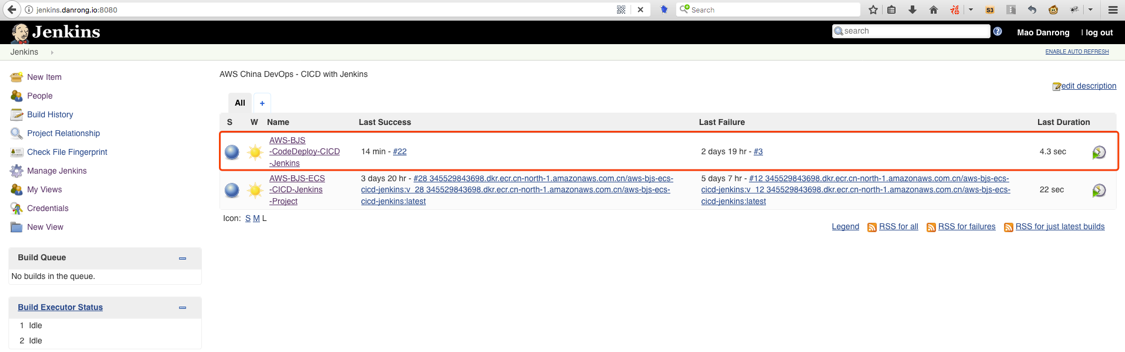 jenkins.danrong.io:8080
Search
S3
Jenkins
search
Mao Danrong
| log out
Jenkins
ENABLE AUTO REFRESH
New Item
People
Build History
Project Relationship
Check File Fingerprint
Manage Jenkins
My Views
Credentials
New View
Build Queue
No builds in the queue.
Build Executor Status
1 Idle
2 Idle
AWS China DevOps - CICD with Jenkins
edit description
All +
S W Name Last Success Last Failure Last Duration
AWS-BJS
-CodeDeploy-CICD
-Jenkins
14 min - #22
2 days 19 hr - #3
4.3 sec
AWS-BJS-ECS
-CICD-Jenkins
-Project
3 days 20 hr - #28 345529843698.dkr.ecr.cn-north-1.amazonaws.com.cn/aws-bjs-ecs-
cicd-jenkins:v_28 345529843698.dkr.ecr.cn-north-1.amazonaws.com.cn/aws-bjs-ecs-
cicd-jenkins:latest
5 days 7 hr - #12 345529843698.dkr.ecr.cn-north-1.amazonaws.com.cn/aws-bjs-ecs-
cicd-jenkins:v_12 345529843698.dkr.ecr.cn-north-1.amazonaws.com.cn/aws-bjs-ecs-
cicd-jenkins:latest
22 sec
Icon: S M L
Legend RSS for all RSS for failures RSS for just latest builds